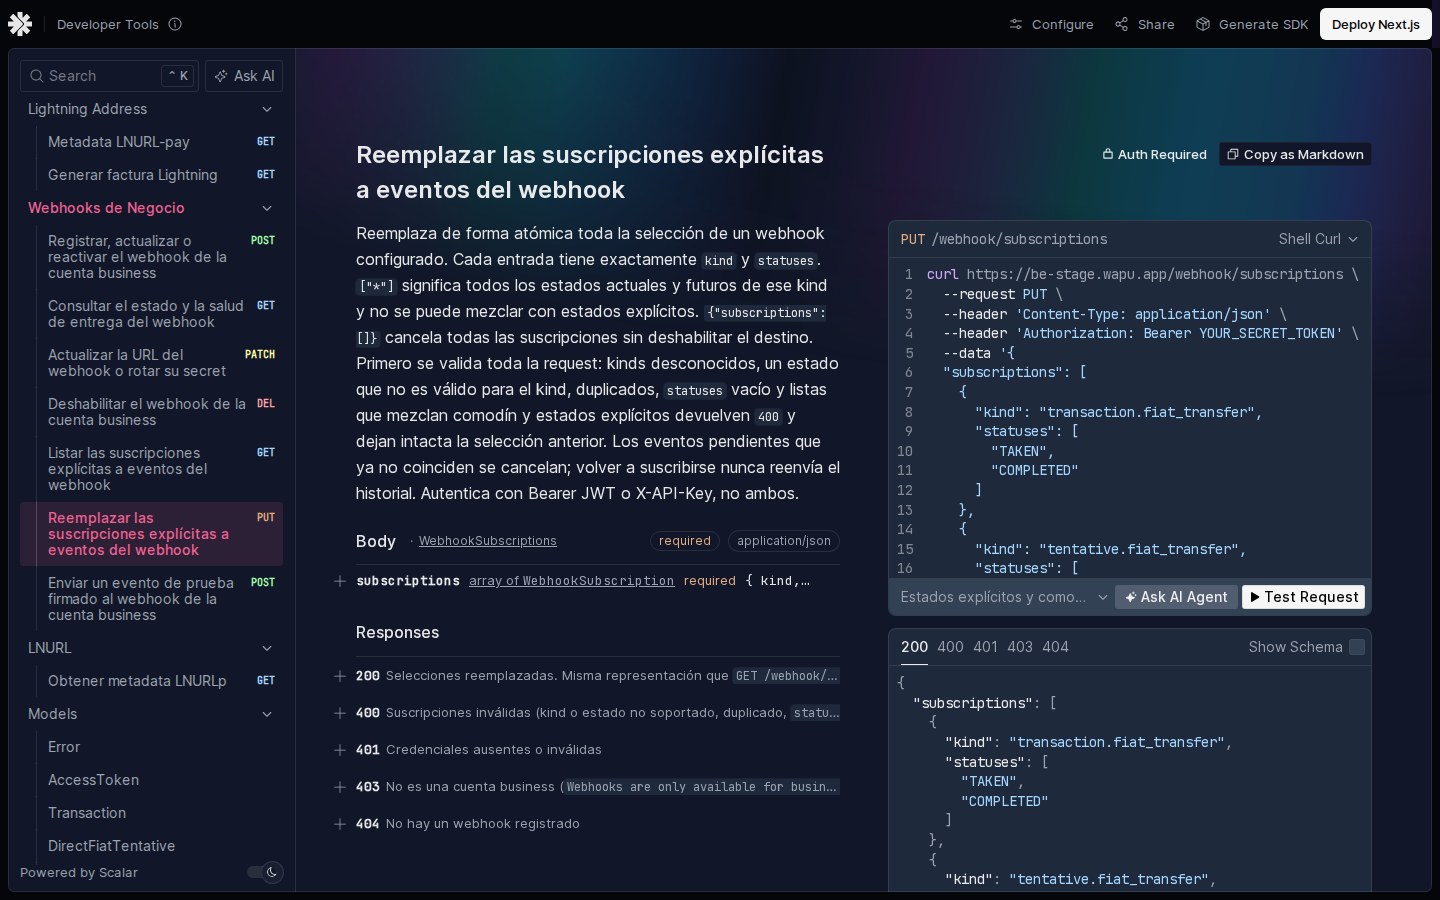 Developer Tools
Configure
Share
Generate SDK
Deploy Next.js
Search
⌃ K
Ask AI
Lightning Address
Metadata LNURL-pay GET
Generar factura Lightning GET
Webhooks de Negocio
Registrar, actualizar o POST
reactivar el webhook de la
cuenta business
Consultar el estado y la salud GET
de entrega del webhook
Actualizar la URL del PATCH
webhook o rotar su secret
Deshabilitar el webhook de la DEL
cuenta business
Listar las suscripciones GET
explícitas a eventos del
webhook
Reemplazar las PUT
suscripciones explícitas a
eventos del webhook
Enviar un evento de prueba POST
firmado al webhook de la
cuenta business
LNURL
Obtener metadata LNURLp GET
Models
Error
AccessToken
Transaction
DirectFiatTentative
Powered by Scalar
Reemplazar las suscripciones explícitas
a eventos del webhook
Auth Required
Copy as Markdown
Reemplaza de forma atómica toda la selección de un webhook
configurado. Cada entrada tiene exactamente kind y statuses.
["*"] significa todos los estados actuales y futuros de ese kind
y no se puede mezclar con estados explícitos. {"subscriptions":
[]} cancela todas las suscripciones sin deshabilitar el destino.
Primero se valida toda la request: kinds desconocidos, un estado
que no es válido para el kind, duplicados, statuses vacío y listas
que mezclan comodín y estados explícitos devuelven 400 y
dejan intacta la selección anterior. Los eventos pendientes que
ya no coinciden se cancelan; volver a suscribirse nunca reenvía el
historial. Autentica con Bearer JWT o X-API-Key, no ambos.
Body · WebhookSubscriptions required application/json
subscriptions array of WebhookSubscription required { kind,…
Responses
200 Selecciones reemplazadas. Misma representación que GET /webhook/…
400 Suscripciones inválidas (kind o estado no soportado, duplicado, statu…
401 Credenciales ausentes o inválidas
403 No es una cuenta business (Webhooks are only available for busin…
404 No hay un webhook registrado
PUT /webhook/subscriptions
Shell Curl
1 curl https://be-stage.wapu.app/webhook/subscriptions \
2 --request PUT \
3 --header 'Content-Type: application/json' \
4 --header 'Authorization: Bearer YOUR_SECRET_TOKEN' \
5 --data '{
6 "subscriptions": [
7 {
8 "kind": "transaction.fiat_transfer",
9 "statuses": [
10 "TAKEN",
11 "COMPLETED"
12 ]
13 },
14 {
15 "kind": "tentative.fiat_transfer",
16 "statuses": [
Estados explícitos y como…
Ask AI Agent
Test Request
200 400 401 403 404
Show Schema
{
"subscriptions": [
{
"kind": "transaction.fiat_transfer",
"statuses": [
"TAKEN",
"COMPLETED"
]
},
{
"kind": "tentative.fiat_transfer",